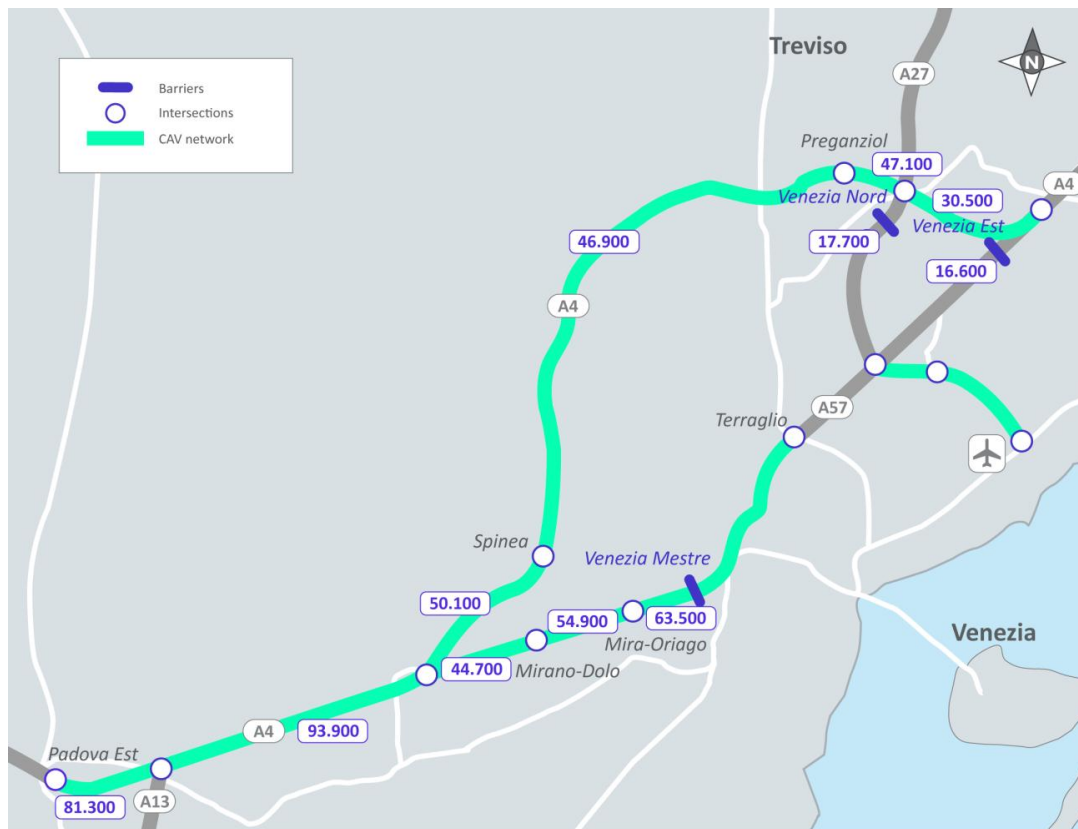 Treviso
N
A27
Barriers
Intersections
CAV network
Preganziol
47.100
A4
Venezia Nord
30.500
Venezia Est
46.900
17.700
16.600
A4
A57
Terraglio
Spinea
Venezia Mestre
50.100
54.900
63.500
Mira-Oriago
Venezia
44.700
Mirano-Dolo
A4
93.900
Padova Est
81.300
A13